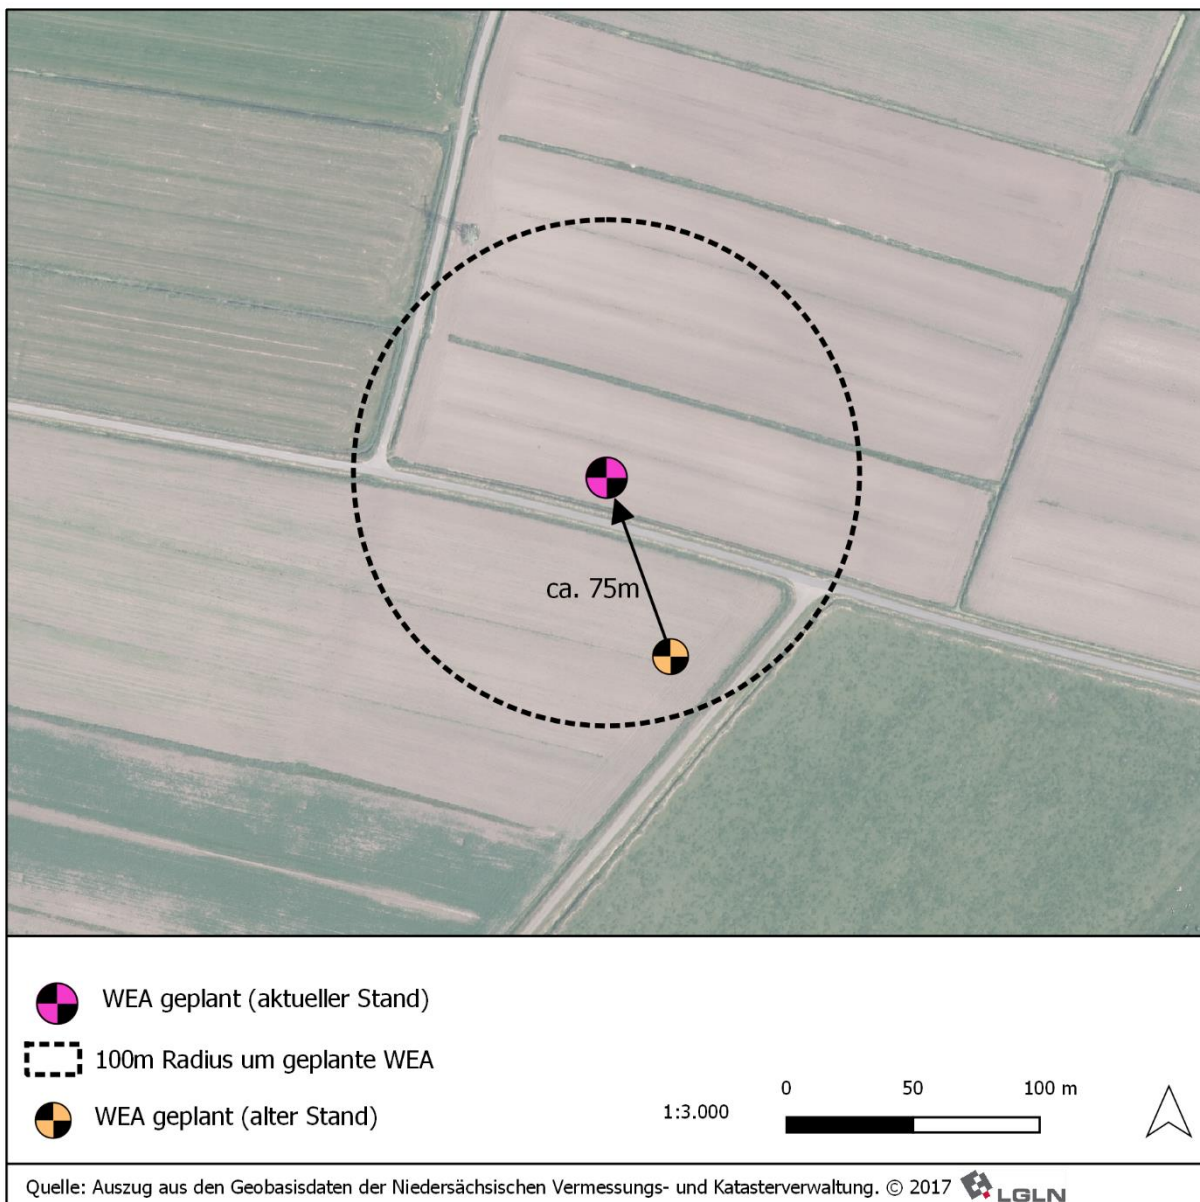 ca. 75m
WEA geplant (aktueller Stand)
100m Radius um geplante WEA
WEA geplant (alter Stand)
1:3.000
0 50 100 m
Quelle: Auszug aus den Geobasisdaten der Niedersächsischen Vermessungs- und Katasterverwaltung. © 2017 LGLN